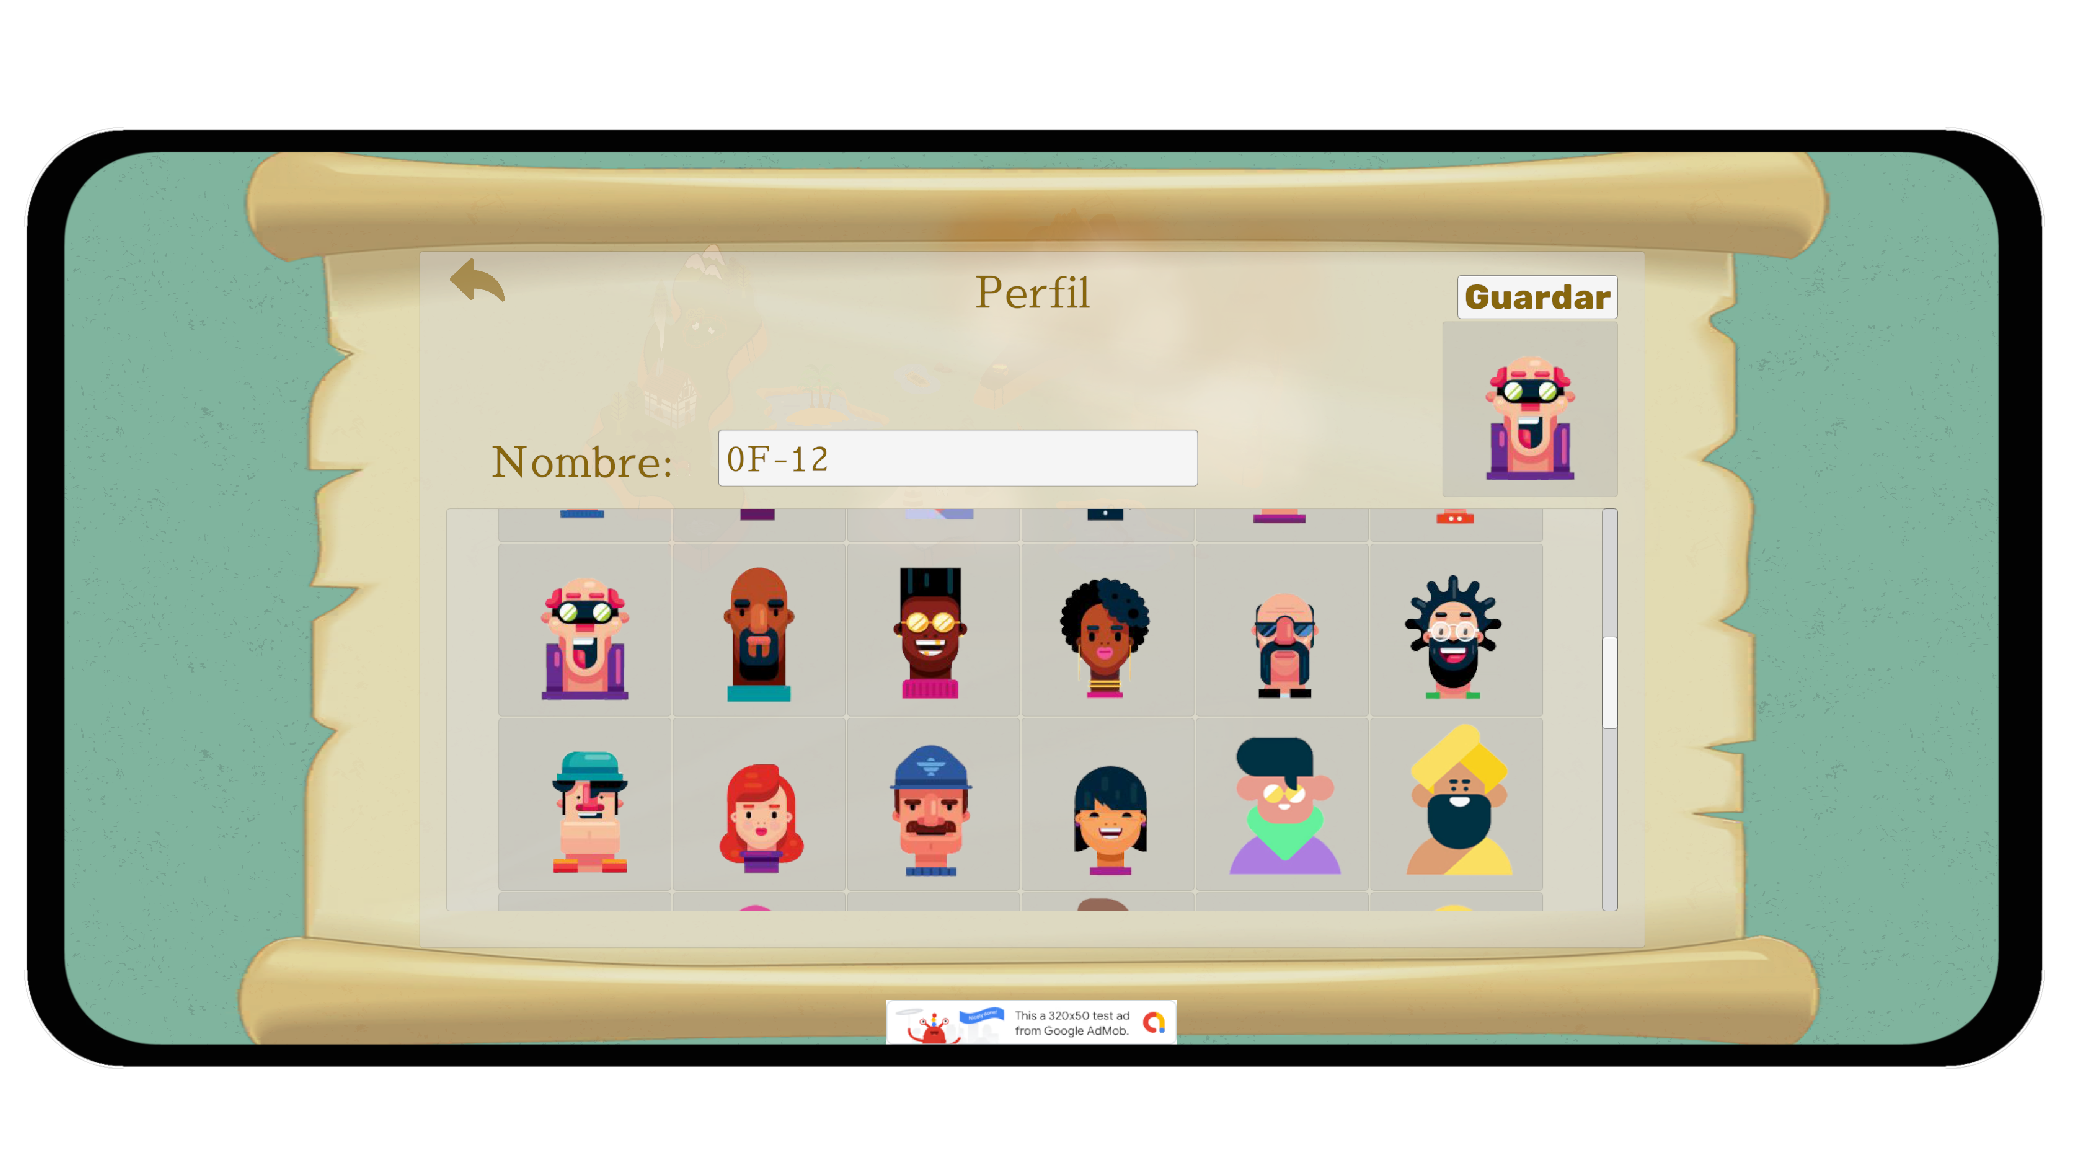 Perfil
Guardar
Nombre:
0F-12
This a 320x50 test ad
from Google AdMob.